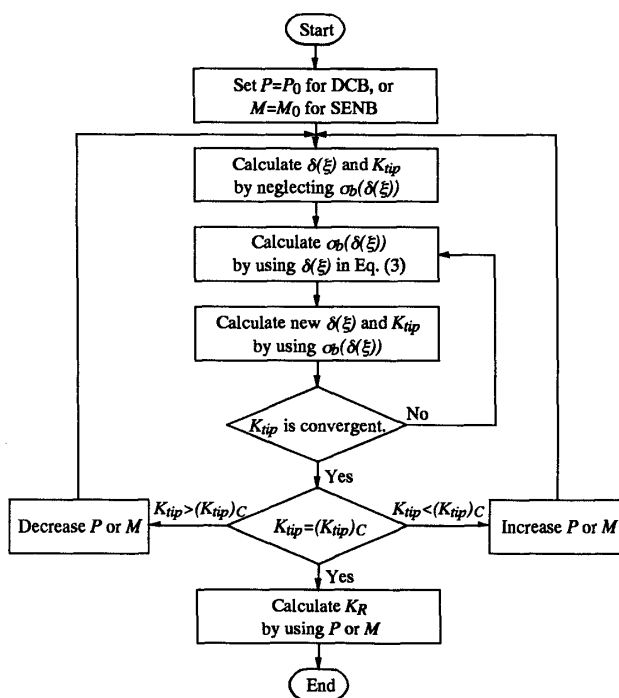 Start
Set P=P0 for DCB, or
M=M0 for SENB
Calculate δ(ξ) and Ktip
by neglecting σb(δ(ξ))
Calculate σb(δ(ξ))
by using δ(ξ) in Eq. (3)
Calculate new δ(ξ) and Ktip
by using σb(δ(ξ))
Ktip is convergent.
No
Yes
Decrease P or M
Ktip>(Ktip)C
Ktip=(Ktip)C
Ktip<(Ktip)C
Increase P or M
Yes
Calculate KR
by using P or M
End